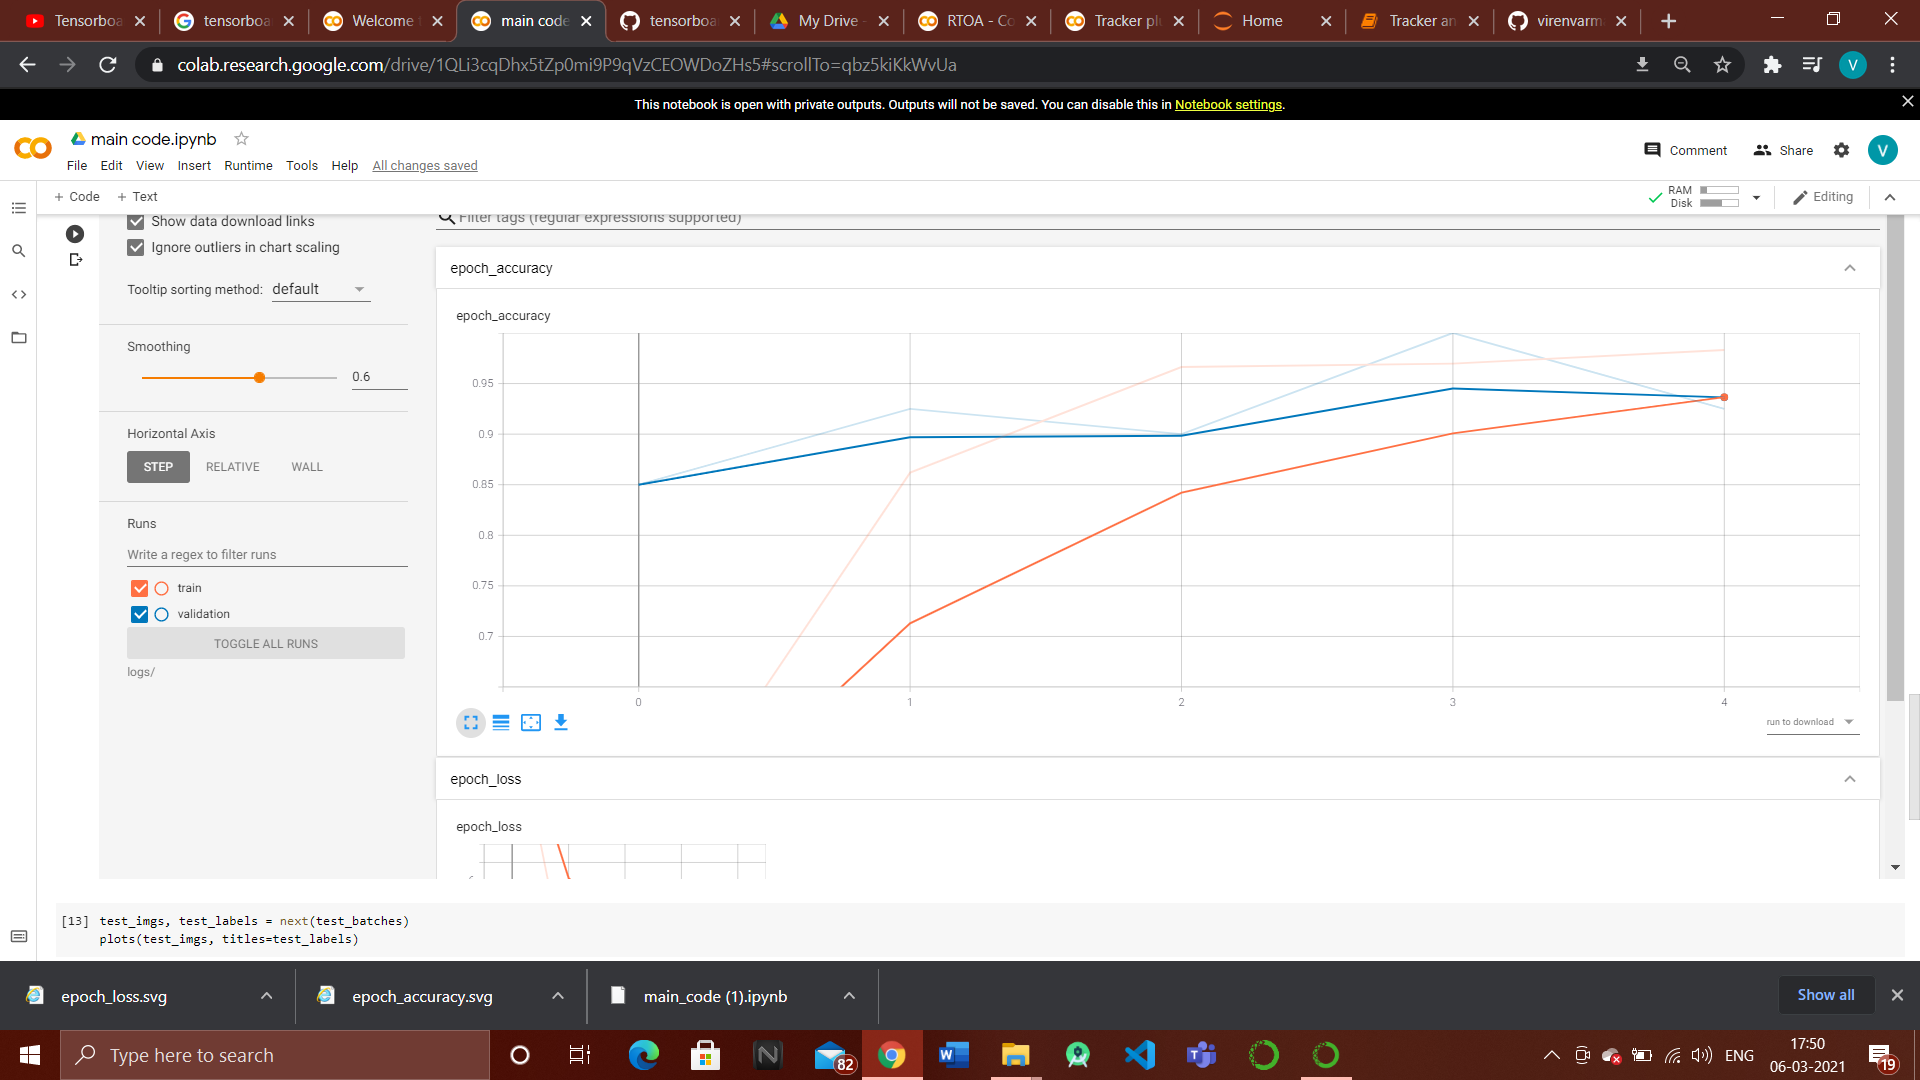 Tensorboa
tensorboa
Welcome t
main code
tensorboa
My Drive -
RTOA - Co
Tracker plu
Home
Tracker an
virenvarm
colab.research.google.com/drive/1QLi3cqDhx5tZp0mi9P9qVzCEOWDoZHs5#scrollTo=qbz5kiKkWvUa
V
This notebook is open with private outputs. Outputs will not be saved. You can disable this in Notebook settings.
main code.ipynb
File Edit View Insert Runtime Tools Help All changes saved
Comment
Share
V
+ Code + Text
RAM
Disk
Editing
Show data download links
Filter tags (regular expressions supported)
Ignore outliers in chart scaling
Tooltip sorting method: default
Smoothing
0.6
Horizontal Axis
STEP RELATIVE WALL
Runs
Write a regex to filter runs
train
validation
TOGGLE ALL RUNS
logs/
epoch_accuracy
epoch_accuracy
0.95
0.9
0.85
0.8
0.75
0.7
0 1 2 3 4
run to download
epoch_loss
epoch_loss
[13] test_imgs, test_labels = next(test_batches)
plots(test_imgs, titles=test_labels)
epoch_loss.svg
epoch_accuracy.svg
main_code (1).ipynb
Show all
Type here to search
82
ENG
17:50
06-03-2021
19